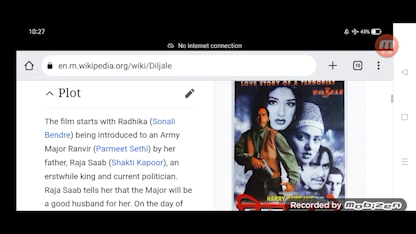 10:27
43%
No internet connection
en.m.wikipedia.org/wiki/Diljale
Plot
The film starts with Radhika (Sonali
Bendre) being introduced to an Army
Major Ranvir (Parmeet Sethi) by her
father, Raja Saab (Shakti Kapoor), an
erstwhile king and current politician.
Raja Saab tells her that the Major will be
a good husband for her. On the day of
LOVE STORY OF A TERRORIST
Recorded by Mobizen